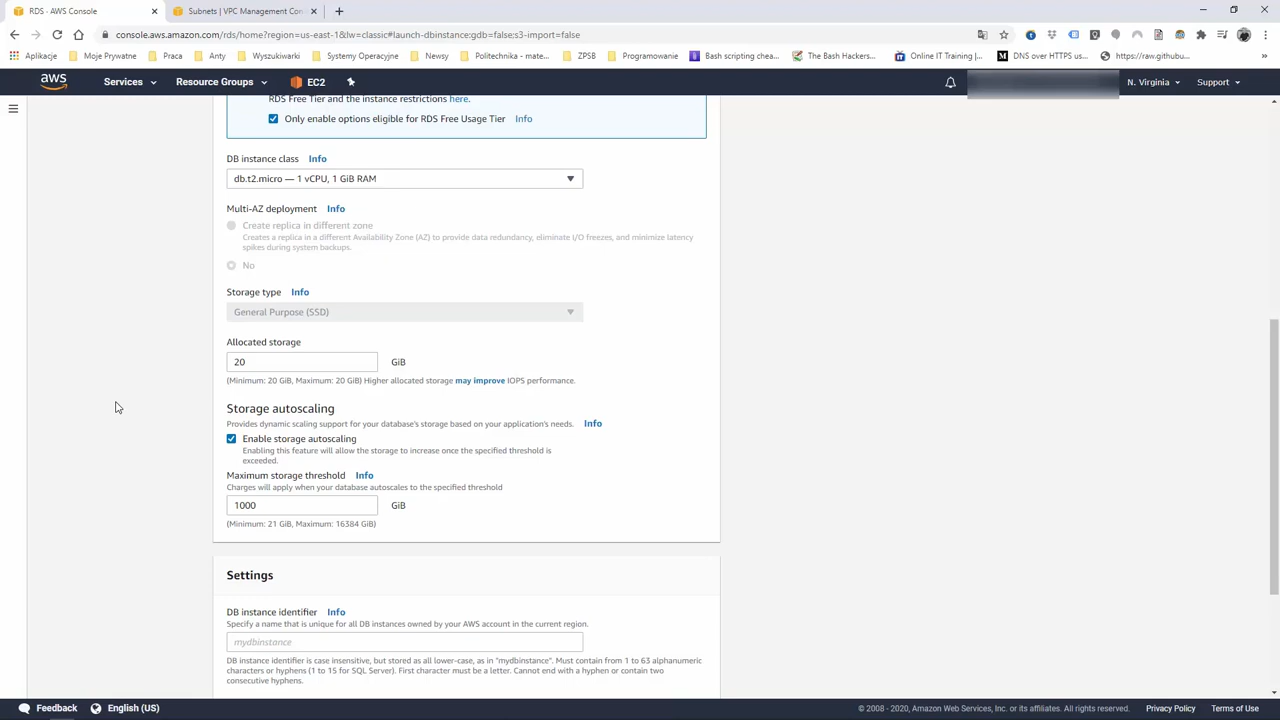 RDS - AWS Console
Subnets | VPC Management Con
console.aws.amazon.com/rds/home?region=us-east-1&lw=classic#launch-dbinstance:gdb=false;s3-import=false
Aplikacje
Moje Prywatne
Praca
Anty
Wyszukiwarki
Systemy Operacyjne
Newsy
Politechnika - mate...
ZPSB
Programowanie
Bash scripting chea...
The Bash Hackers...
Online IT Training |...
DNS over HTTPS us...
https://raw.githubu...
aws
Services
Resource Groups
EC2
N. Virginia
Support
RDS Free Tier and the instance restrictions here.
Only enable options eligible for RDS Free Usage Tier Info
DB instance class Info
db.t2.micro — 1 vCPU, 1 GiB RAM
Multi-AZ deployment Info
Create replica in different zone
Creates a replica in a different Availability Zone (AZ) to provide data redundancy, eliminate I/O freezes, and minimize latency
spikes during system backups.
No
Storage type Info
General Purpose (SSD)
Allocated storage
20 GiB
(Minimum: 20 GiB, Maximum: 20 GiB) Higher allocated storage may improve IOPS performance.
Storage autoscaling
Provides dynamic scaling support for your database's storage based on your application's needs. Info
Enable storage autoscaling
Enabling this feature will allow the storage to increase once the specified threshold is
exceeded.
Maximum storage threshold Info
Charges will apply when your database autoscales to the specified threshold
1000 GiB
(Minimum: 21 GiB, Maximum: 16384 GiB)
Settings
DB instance identifier Info
Specify a name that is unique for all DB instances owned by your AWS account in the current region.
mydbinstance
DB instance identifier is case insensitive, but stored as all lower-case, as in "mydbinstance". Must contain from 1 to 63 alphanumeric
characters or hyphens (1 to 15 for SQL Server). First character must be a letter. Cannot end with a hyphen or contain two
consecutive hyphens.
Feedback
English (US)
© 2008 - 2020, Amazon Web Services, Inc. or its affiliates. All rights reserved.
Privacy Policy
Terms of Use